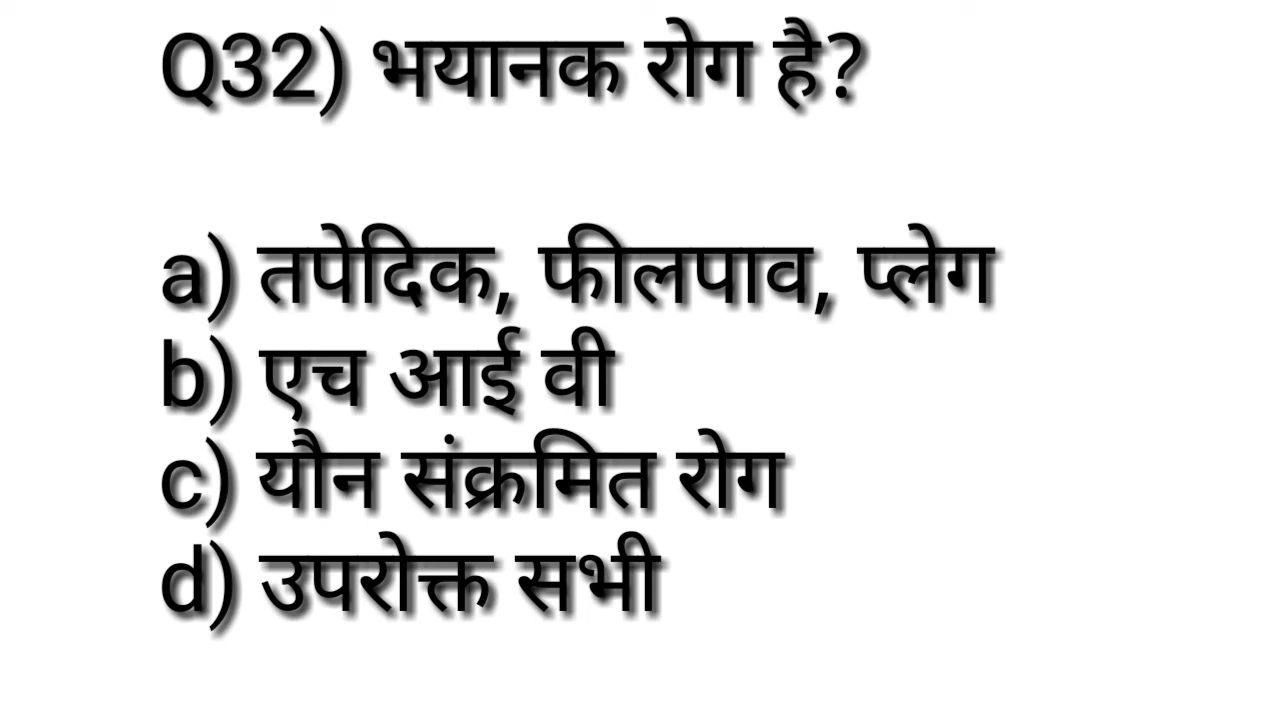 Q32) भयानक रोग है?
a) तपेदिक, फीलपाव, प्लेग
b) एच आई वी
c) यौन संक्रमित रोग
d) उपरोक्त सभी